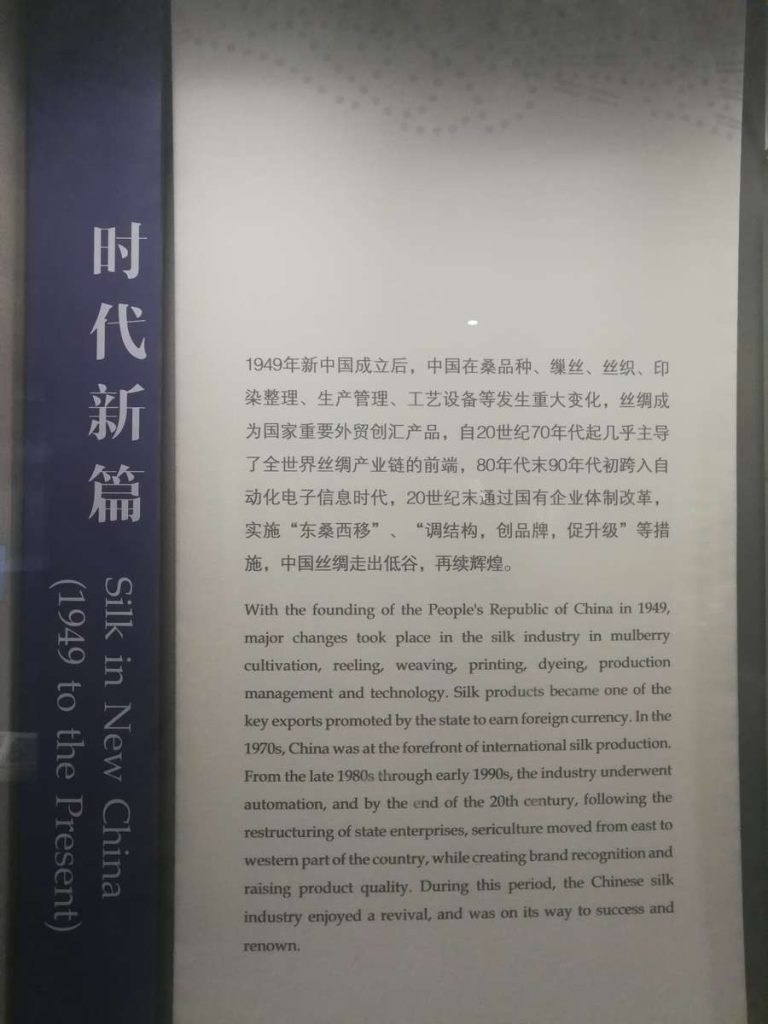 时代新篇
Silk in New China
(1949 to the Present)
1949年新中国成立后，中国在桑品种、缫丝、丝织、印
染整理、生产管理、工艺设备等发生重大变化，丝绸成
为国家重要外贸创汇产品，自20世纪70年代起几乎主导
了全世界丝绸产业链的前端，80年代末90年代初跨入自
动化电子信息时代，20世纪末通过国有企业体制改革，
实施“东桑西移”、“调结构，创品牌，促升级”等措
施，中国丝绸走出低谷，再续辉煌。
With the founding of the People's Republic of China in 1949,
major changes took place in the silk industry in mulberry
cultivation, reeling, weaving, printing, dyeing, production
management and technology. Silk products became one of the
key exports promoted by the state to earn foreign currency. In the
1970s, China was at the forefront of international silk production.
From the late 1980s through early 1990s, the industry underwent
automation, and by the end of the 20th century, following the
restructuring of state enterprises, sericulture moved from east to
western part of the country, while creating brand recognition and
raising product quality. During this period, the Chinese silk
industry enjoyed a revival, and was on its way to success and
renown.